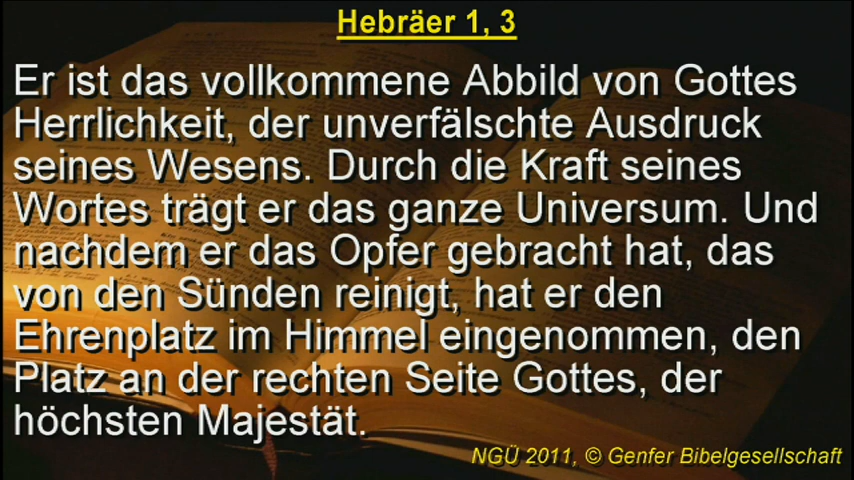 Hebräer 1, 3
Er ist das vollkommene Abbild von Gottes
Herrlichkeit, der unverfälschte Ausdruck
seines Wesens. Durch die Kraft seines
Wortes trägt er das ganze Universum. Und
nachdem er das Opfer gebracht hat, das
von den Sünden reinigt, hat er den
Ehrenplatz im Himmel eingenommen, den
Platz an der rechten Seite Gottes, der
höchsten Majestät.
NGÜ 2011, © Genfer Bibelgesellschaft